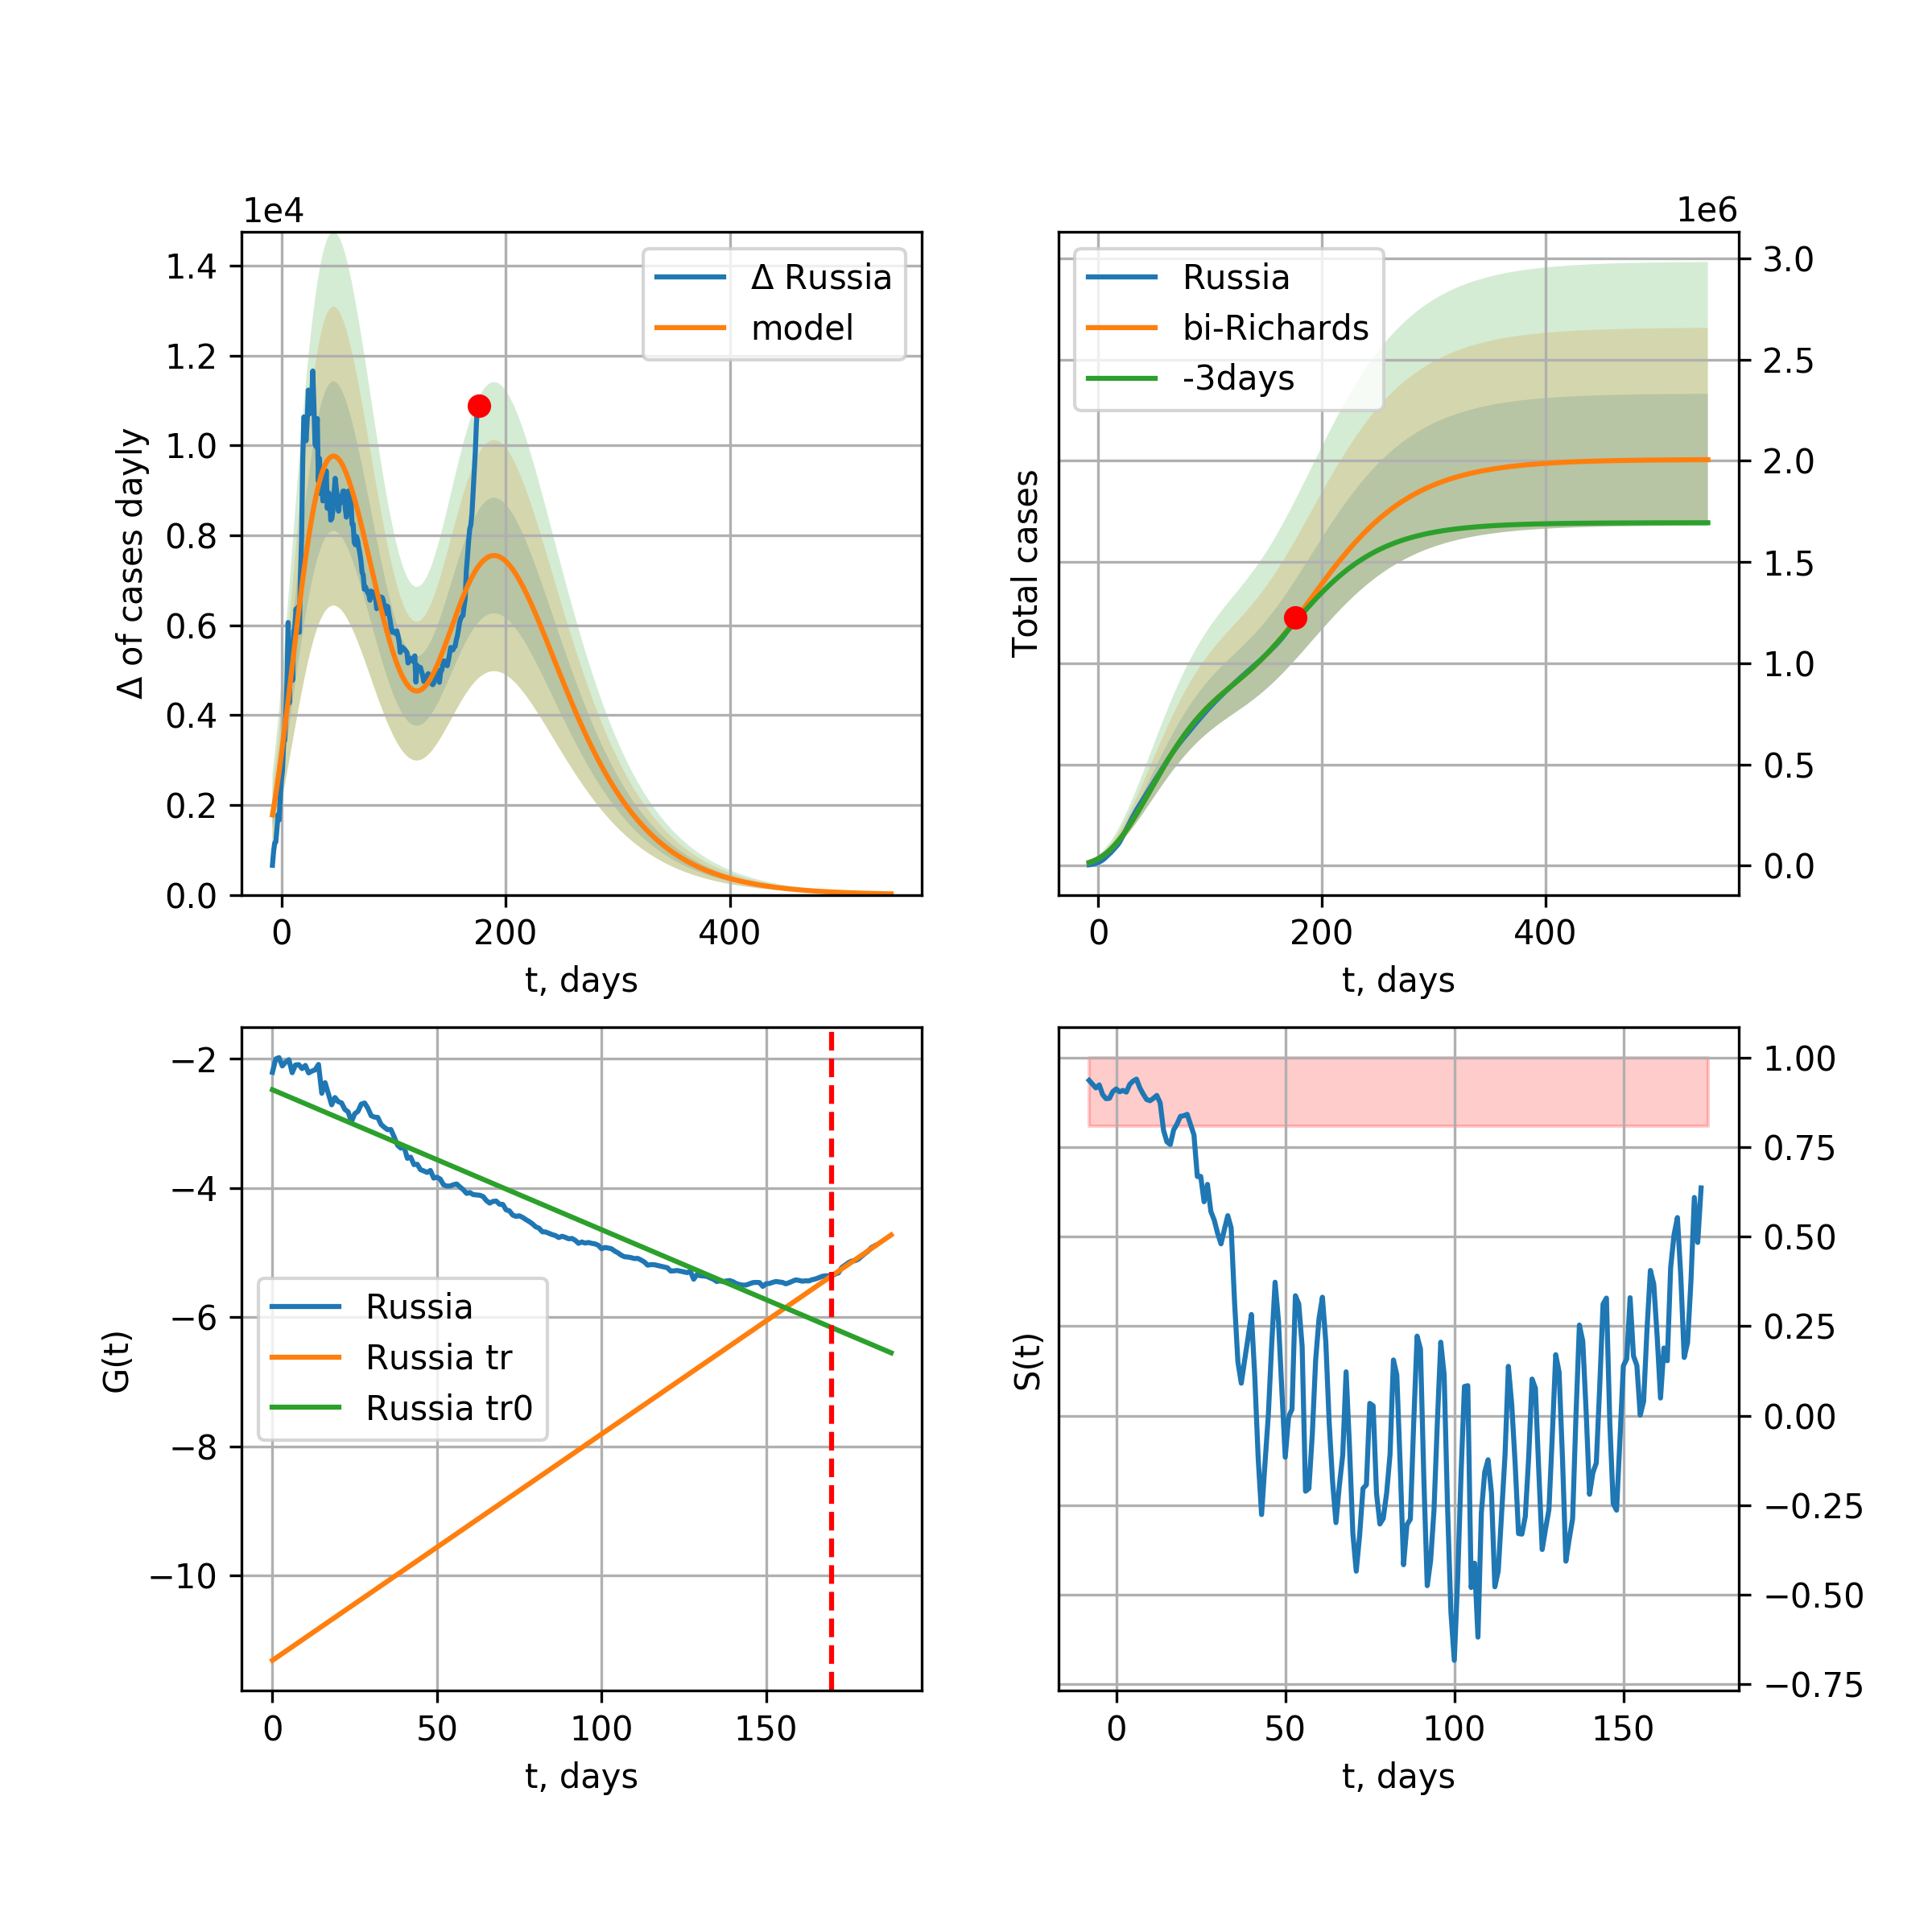 1e4
1.4
1.2
1.0
0.8
0.6
0.4
0.2
0.0
Δ of cases dayly
Δ Russia
model
0 200 400
t, days
1e6
Russia
bi-Richards
-3days
3.0
2.5
2.0
1.5
1.0
0.5
0.0
Total cases
0 200 400
t, days
−2
−4
−6
−8
−10
G(t)
Russia
Russia tr
Russia tr0
0 50 100 150
t, days
1.00
0.75
0.50
0.25
0.00
−0.25
−0.50
−0.75
S(t)
0 50 100 150
t, days